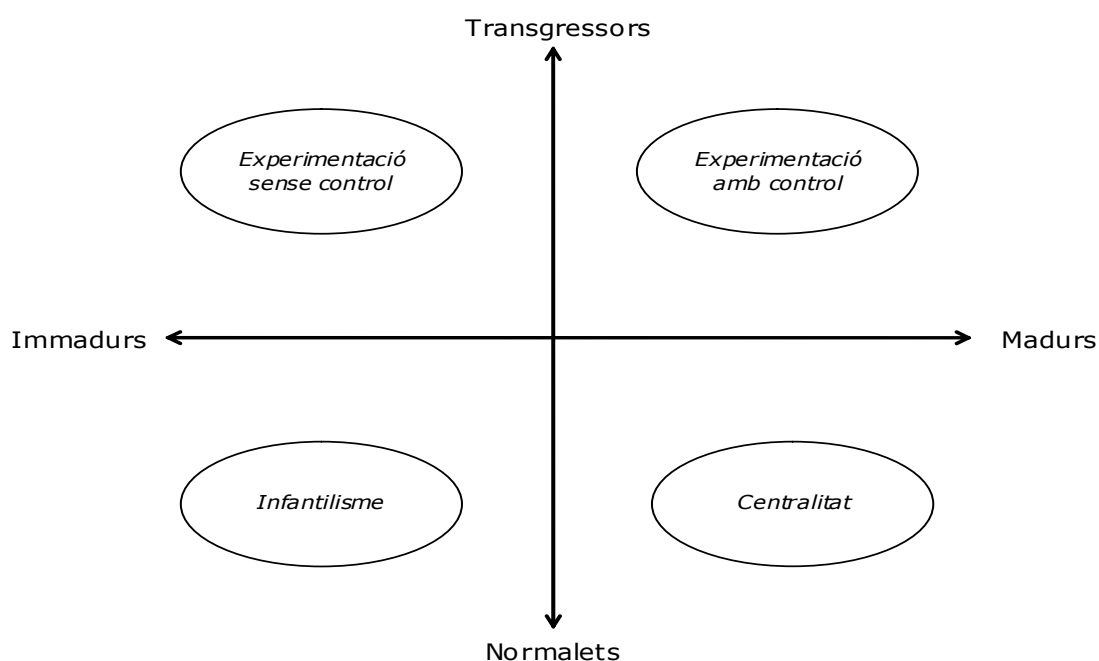 Transgressors
Experimentació
sense control
Experimentació
amb control
Immadurs
Madurs
Infantilisme
Centralitat
Normalets